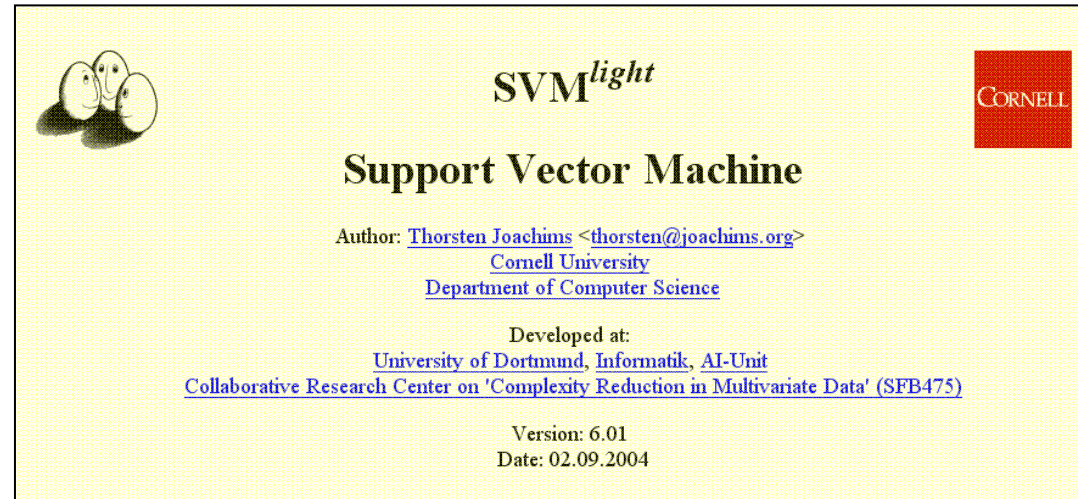 SVMlight
CORNELL
Support Vector Machine
Author: Thorsten Joachims <thorsten@joachims.org>
Cornell University
Department of Computer Science
Developed at:
University of Dortmund, Informatik, AI-Unit
Collaborative Research Center on 'Complexity Reduction in Multivariate Data' (SFB475)
Version: 6.01
Date: 02.09.2004